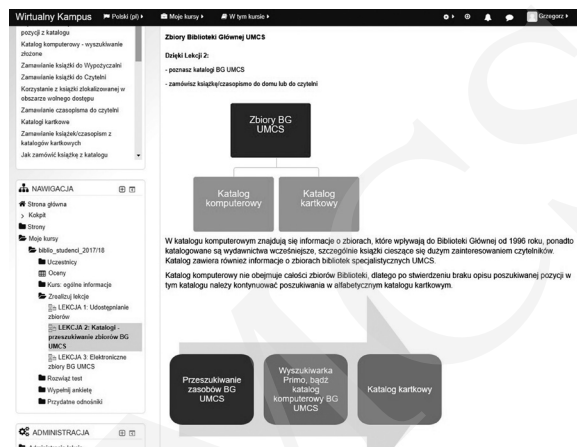 Wirtualny Kampus Polski (pl) Moje kursy W tym kursie Grzegorz
pozycji z katalogu
Katalog komputerowy - wyszukiwanie
złożone
Zamawianie książki do Wypożyczalni
Zamawianie książki do Czytelni
Korzystanie z książki zlokalizowanej w
obszarze wolnego dostępu
Zamawianie czasopisma do czytelni
Katalogi kartkowe
Zamawianie książek/czasopism z
katalogów kartkowych
Jak zamówić książkę z katalogu
NAWIGACJA
Strona główna
Kokpit
Strony
Moje kursy
biblio_studenci_2017/18
Uczestnicy
Oceny
Kurs: ogólne informacje
Zrealizuj lekcje
LEKCJA 1: Udostępnianie
zbiorów
LEKCJA 2: Katalogi -
przeszukiwanie zbiorów BG
UMCS
LEKCJA 3: Elektroniczne
zbiory BG UMCS
Rozwiąż test
Wypełnij ankietę
Przydatne odnośniki
ADMINISTRACJA
Zbiory Biblioteki Głównej UMCS
Dzięki Lekcji 2:
- poznasz katalogi BG UMCS
- zamówisz książkę/czasopismo do domu lub do czytelni
Zbiory BG
UMCS
Katalog
komputerowy
Katalog
kartkowy
W katalogu komputerowym znajdują się informacje o zbiorach, które wpływają do Biblioteki Głównej od 1996 roku, ponadto
katalogowane są wydawnictwa wcześniejsze, szczególnie książki cieszące się dużym zainteresowaniem czytelników.
Katalog zawiera również informacje o zbiorach bibliotek specjalistycznych UMCS.
Katalog komputerowy nie obejmuje całości zbiorów Biblioteki, dlatego po stwierdzeniu braku opisu poszukiwanej pozycji w
tym katalogu należy kontynuować poszukiwania w alfabetycznym katalogu kartkowym.
Przeszukiwanie
zasobów BG
UMCS
Wyszukiwarka
Primo, bądź
katalog
komputerowy BG
UMCS
Katalog kartkowy